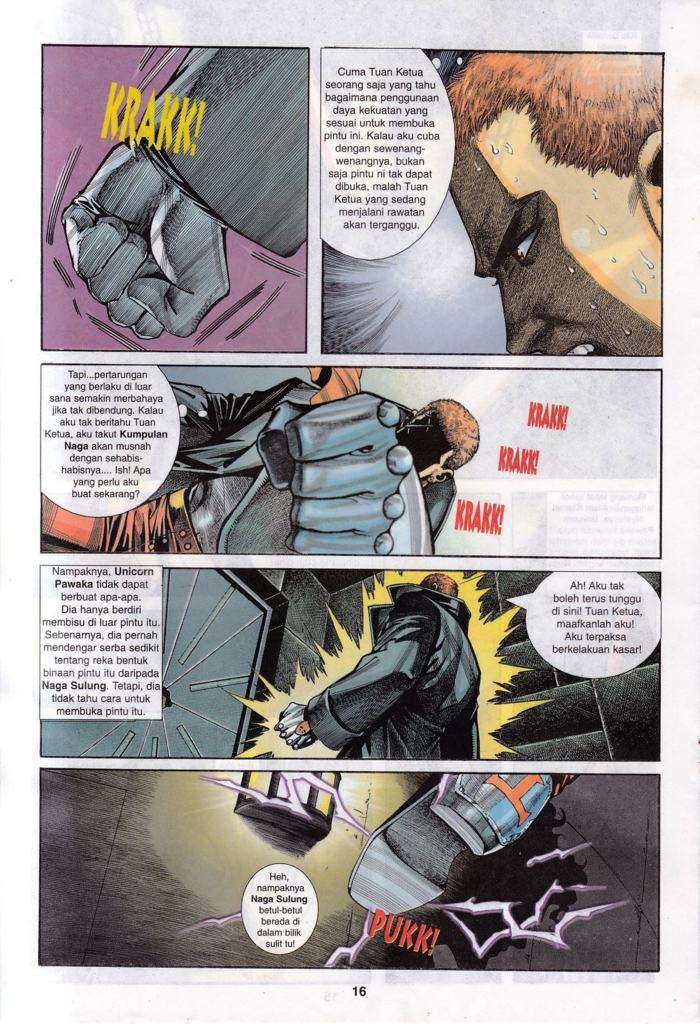 KRAKK!
Cuma Tuan Ketua
seorang saja yang tahu
bagaimana penggunaan
daya kekuatan yang
sesuai untuk membuka
pintu ini. Kalau aku cuba
dengan sewenang-
wenangnya, bukan
saja pintu ni tak dapat
dibuka, malah Tuan
Ketua yang sedang
menjalani rawatan
akan terganggu.
Tapi...pertarungan
yang berlaku di luar
sana semakin merbahaya
jika tak dibendung. Kalau
aku tak beritahu Tuan
Ketua, aku takut Kumpulan
Naga akan musnah
dengan sehabis-
habisnya.... Ish! Apa
yang perlu aku
buat sekarang?
KRAKK!
KRAKK!
KRAKK!
Nampaknya, Unicorn
Pawaka tidak dapat
berbuat apa-apa.
Dia hanya berdiri
membisu di luar pintu itu.
Sebenarnya, dia pernah
mendengar serba sedikit
tentang reka bentuk
binaan pintu itu daripada
Naga Sulung. Tetapi, dia
tidak tahu cara untuk
membuka pintu itu.
Ah! Aku tak
boleh terus tunggu
di sini! Tuan Ketua,
maafkanlah aku!
Aku terpaksa
berkelakuan kasar!
Heh,
nampaknya
Naga Sulung
betul-betul
berada di
dalam bilik
sulit tu!
PUKK!
16